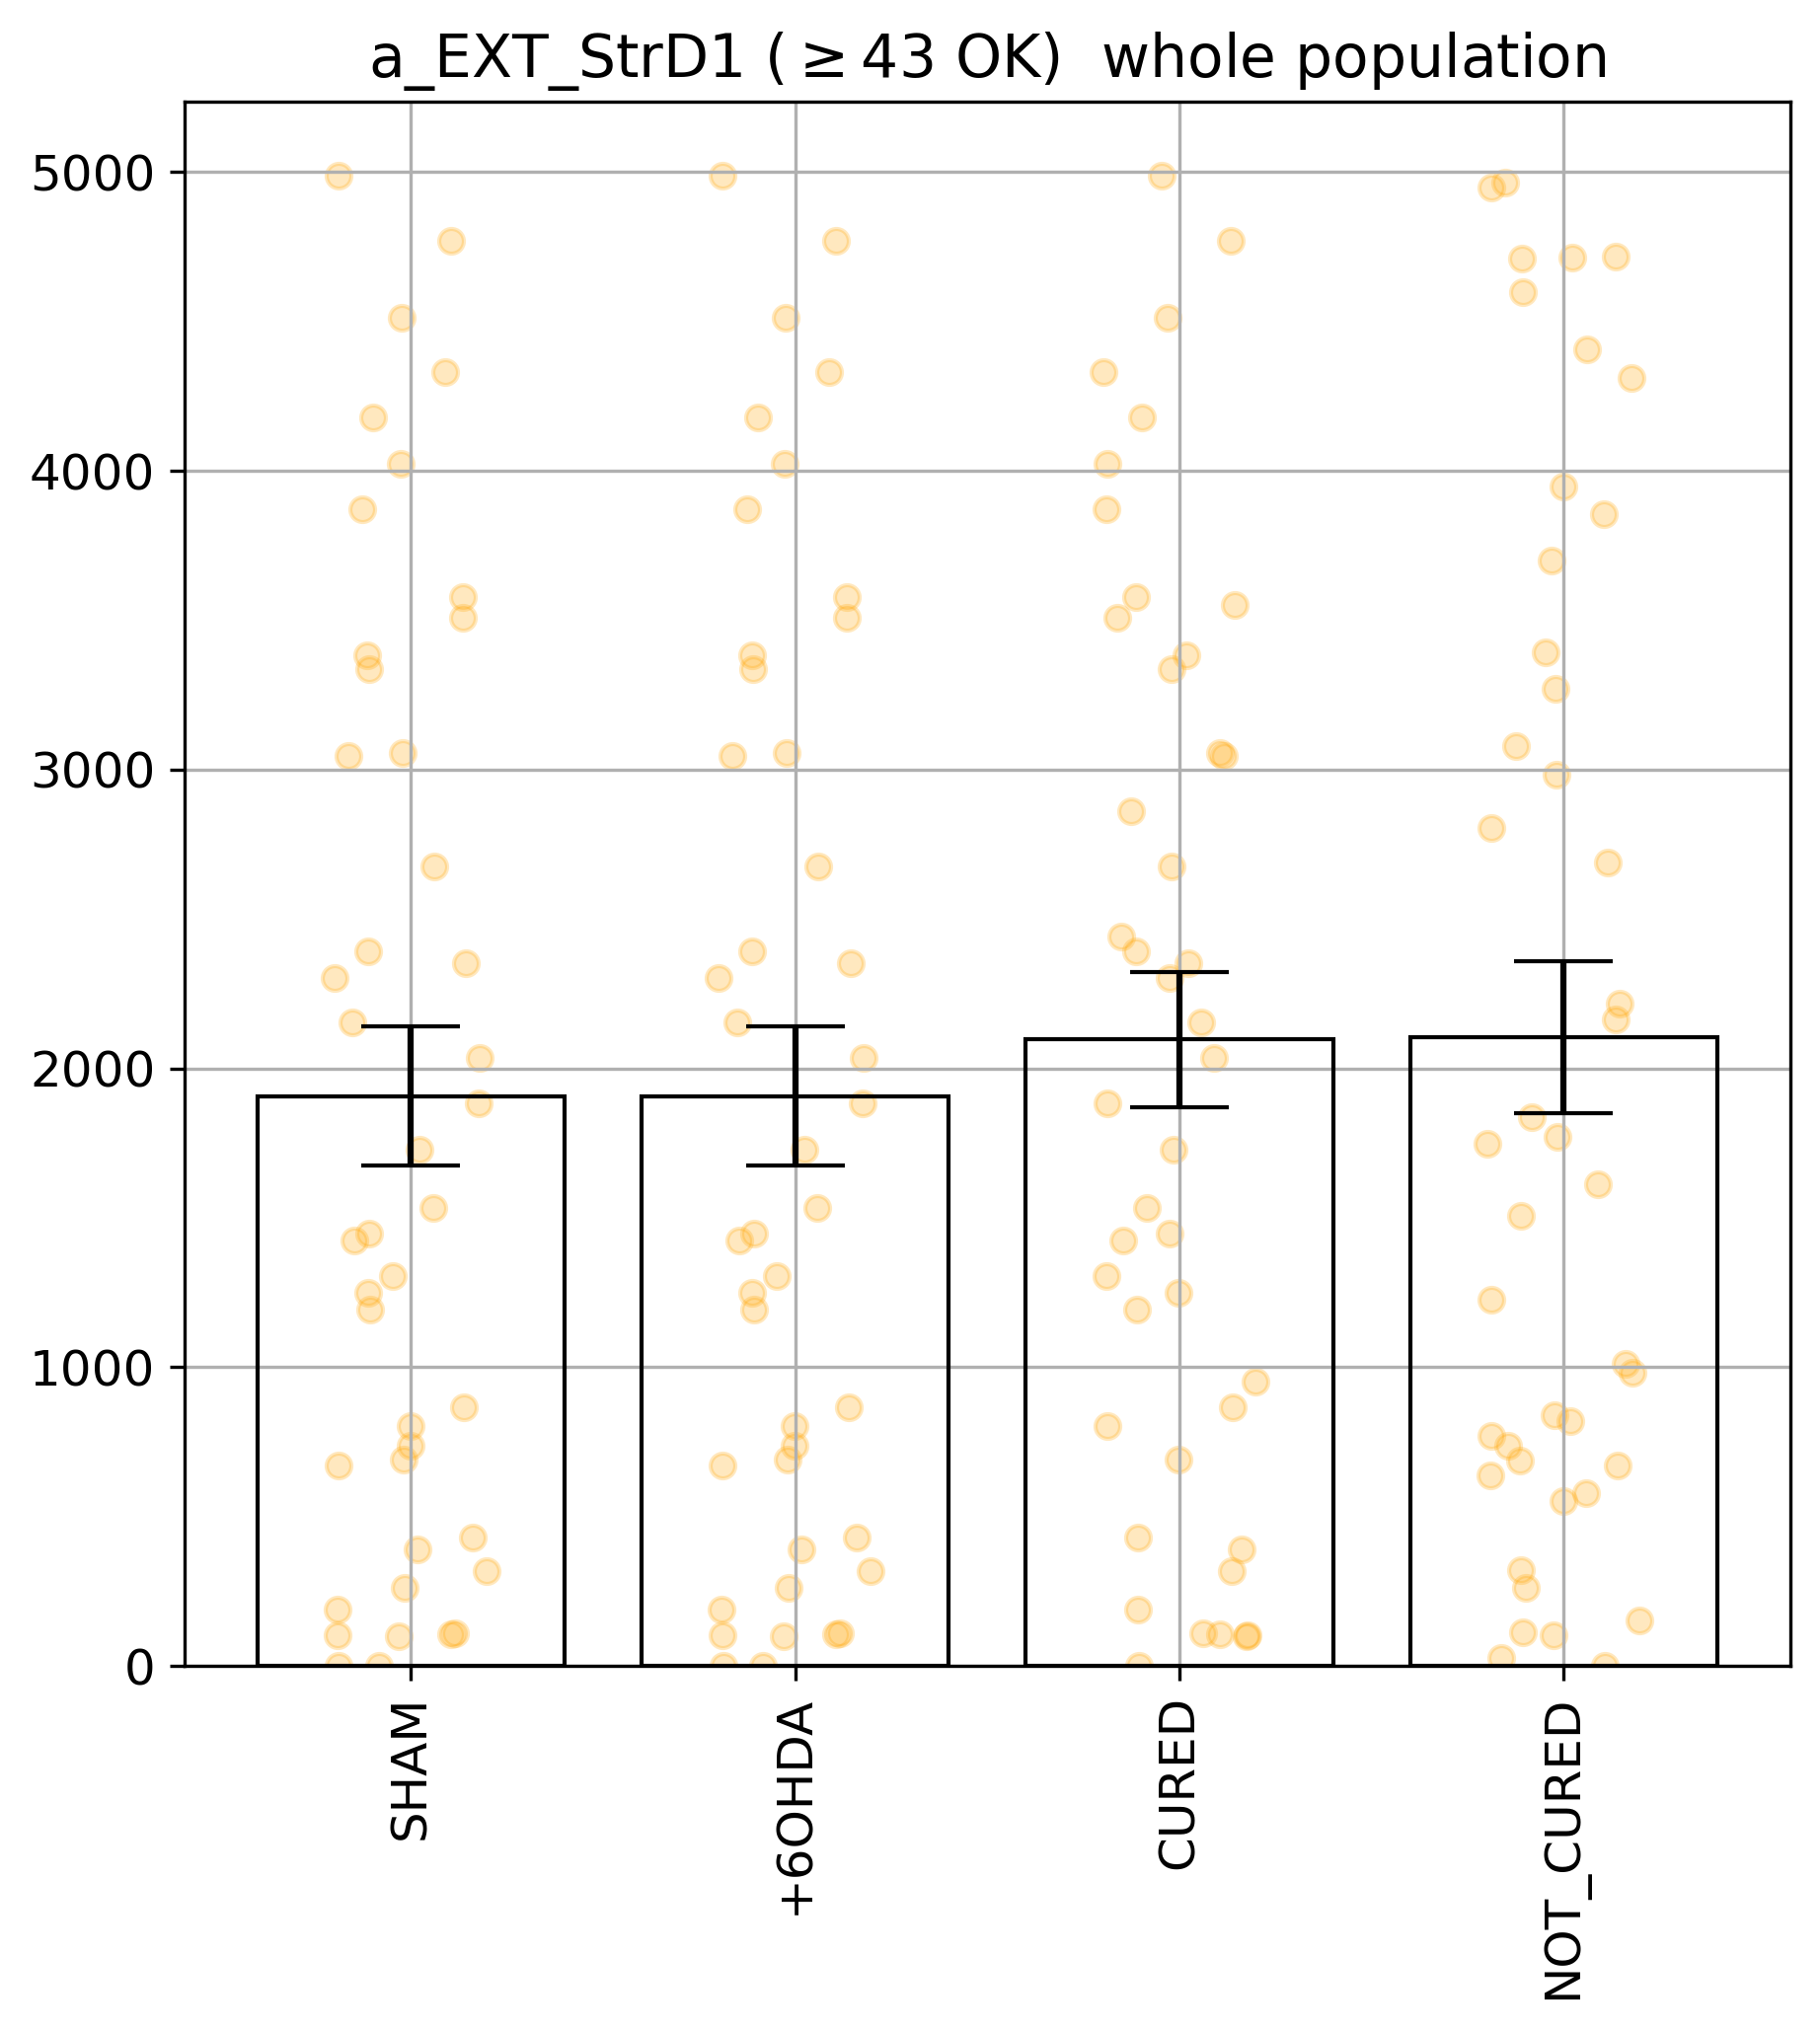 a_EXT_StrD1 (≥43 OK)  whole population
5000
4000
3000
2000
1000
0
SHAM
+6OHDA
CURED
NOT_CURED